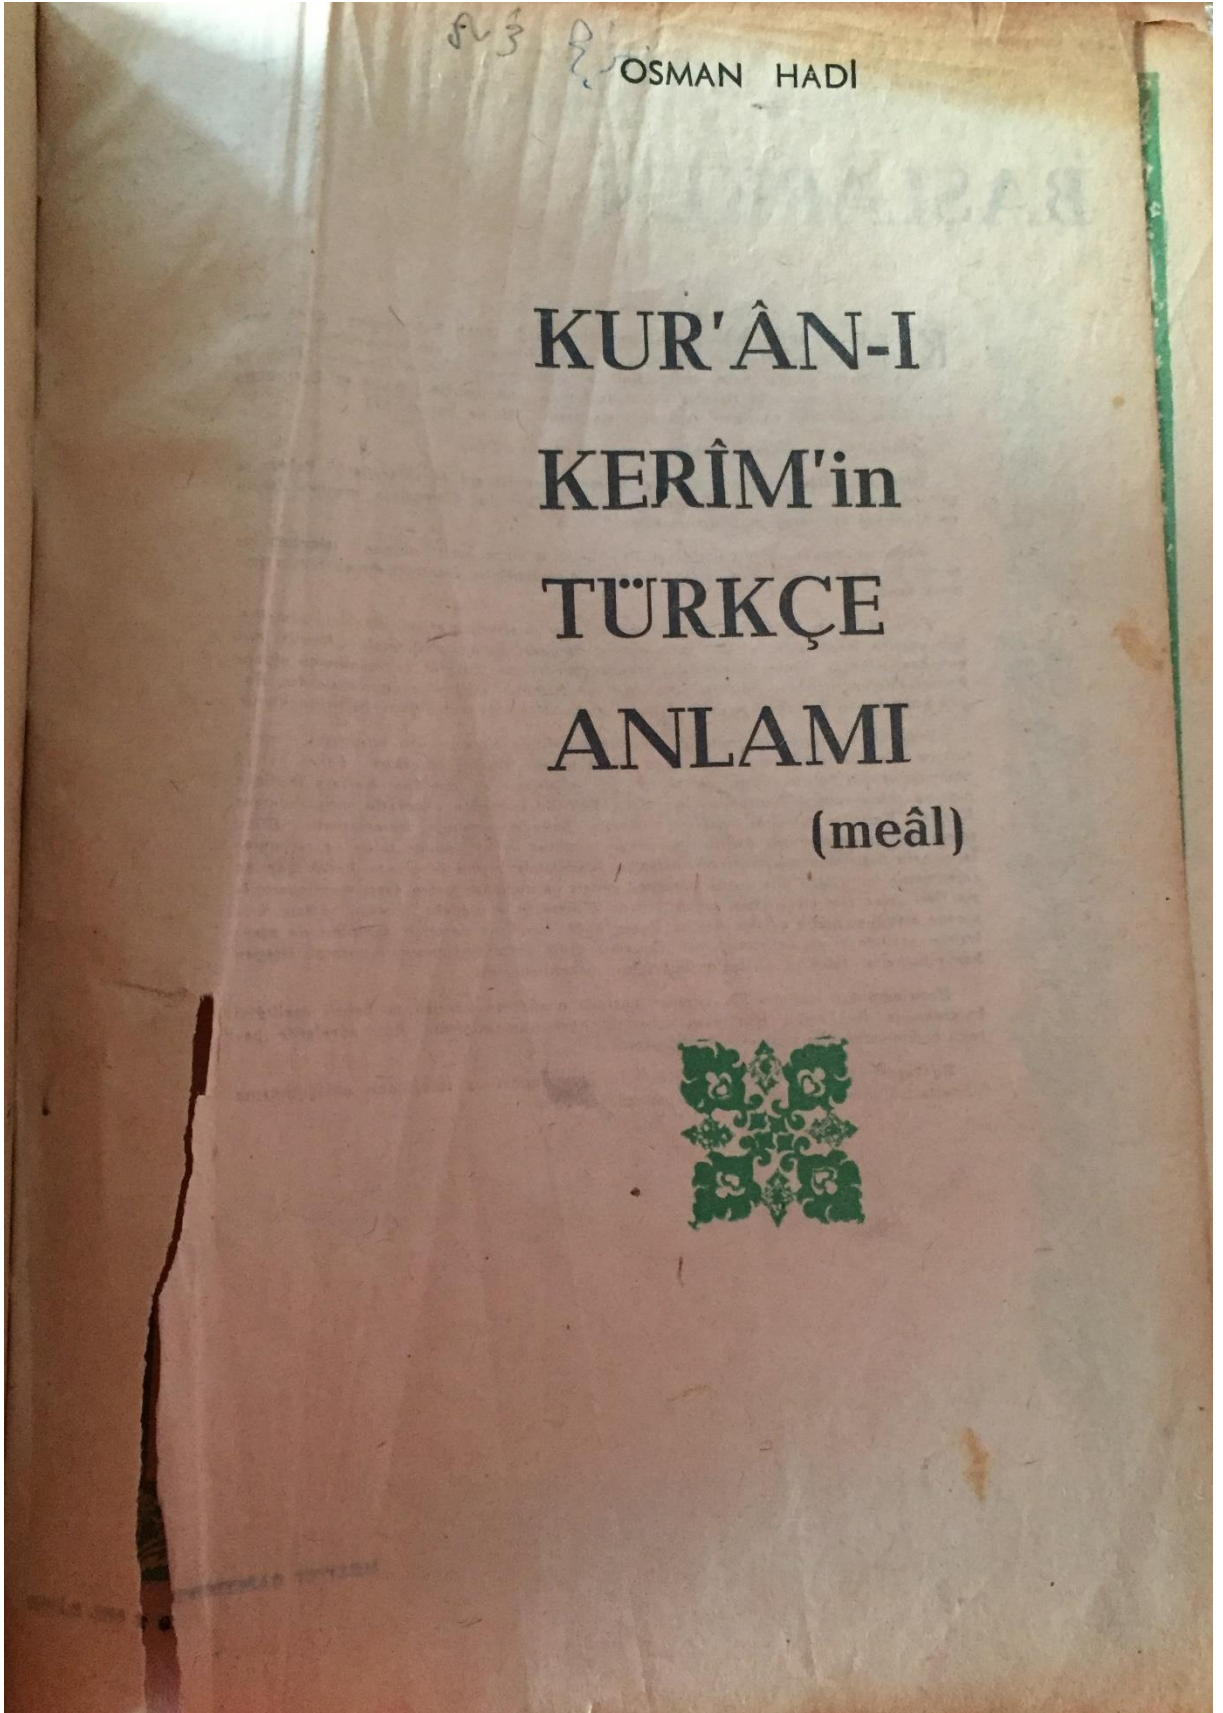 OSMAN HADİ
KUR'ÂN-I
KERÎM'in
TÜRKÇE
ANLAMI
(meâl)